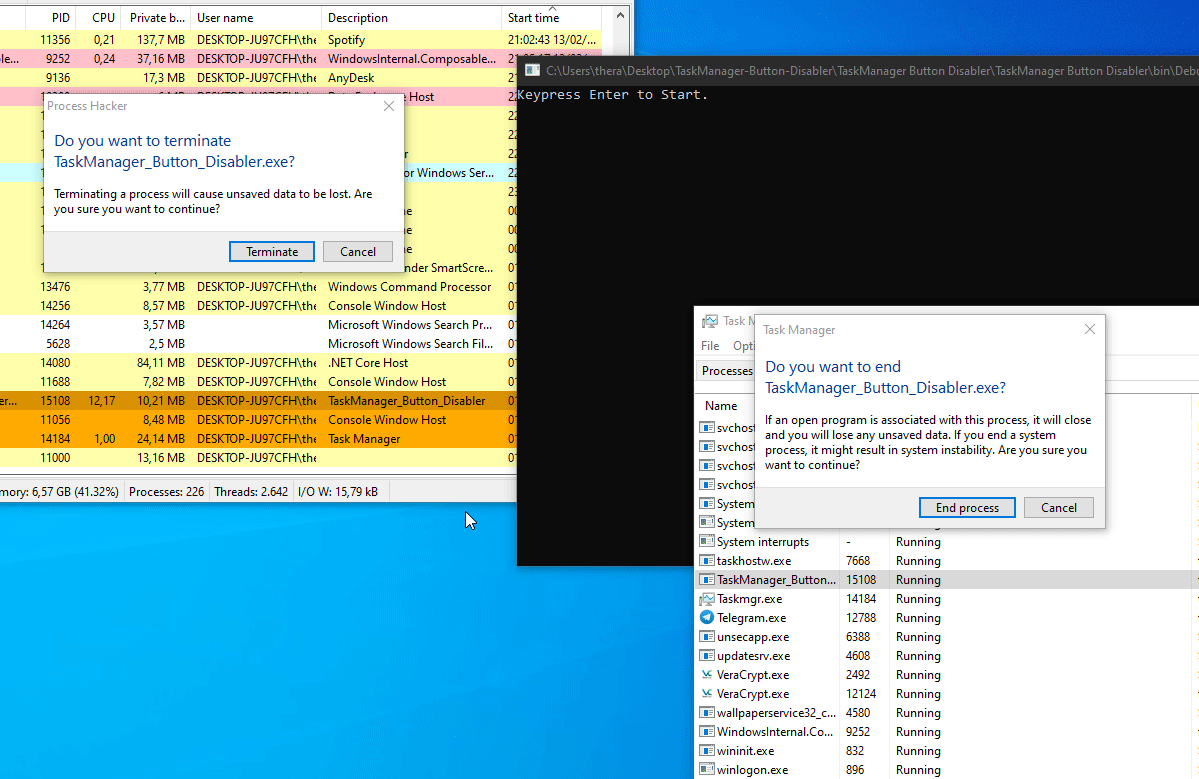 PID CPU Private b... User name Description Start time
11356 0,21 137,7 MB DESKTOP-JU97CFH\the Spotify 21:02:43 13/02/...
le... 9252 0,24 37,16 MB DESKTOP-JU97CFH\the WindowsInternal.Composable...
9136 17,3 MB DESKTOP-JU97CFH\the AnyDesk
Host
or Windows Ser...
nder SmartScre...
13476 3,77 MB DESKTOP-JU97CFH\the Windows Command Processor
14256 8,57 MB DESKTOP-JU97CFH\the Console Window Host
14264 3,57 MB Microsoft Windows Search Pr...
5628 2,5 MB Microsoft Windows Search Fil...
14080 84,11 MB DESKTOP-JU97CFH\the .NET Core Host
11688 7,82 MB DESKTOP-JU97CFH\the Console Window Host
er... 15108 12,17 10,21 MB DESKTOP-JU97CFH\the TaskManager_Button_Disabler
11056 8,48 MB DESKTOP-JU97CFH\the Console Window Host
14184 1,00 24,14 MB DESKTOP-JU97CFH\the Task Manager
11000 13,16 MB DESKTOP-JU97CFH\the
mory: 6,57 GB (41.32%) Processes: 226 Threads: 2.642 I/O W: 15,79 kB
Process Hacker
Do you want to terminate
TaskManager_Button_Disabler.exe?
Terminating a process will cause unsaved data to be lost. Are
you sure you want to continue?
Terminate Cancel
C:\Users\thera\Desktop\TaskManager-Button-Disabler\TaskManager Button Disabler\TaskManager Button Disabler\bin\Debu
Keypress Enter to Start.
Task M
File Opti
Processes
Name
Task Manager
Do you want to end
TaskManager_Button_Disabler.exe?
If an open program is associated with this process, it will close
and you will lose any unsaved data. If you end a system
process, it might result in system instability. Are you sure you
want to continue?
End process Cancel
svchost
svchost
svchost
svchost
System
System
System interrupts - Running
taskhostw.exe 7668 Running
TaskManager_Button... 15108 Running
Taskmgr.exe 14184 Running
Telegram.exe 12788 Running
unsecapp.exe 6388 Running
updatesrv.exe 4608 Running
VeraCrypt.exe 2492 Running
VeraCrypt.exe 12124 Running
wallpaperservice32_c... 4580 Running
WindowsInternal.Co... 9252 Running
wininit.exe 832 Running
winlogon.exe 896 Running